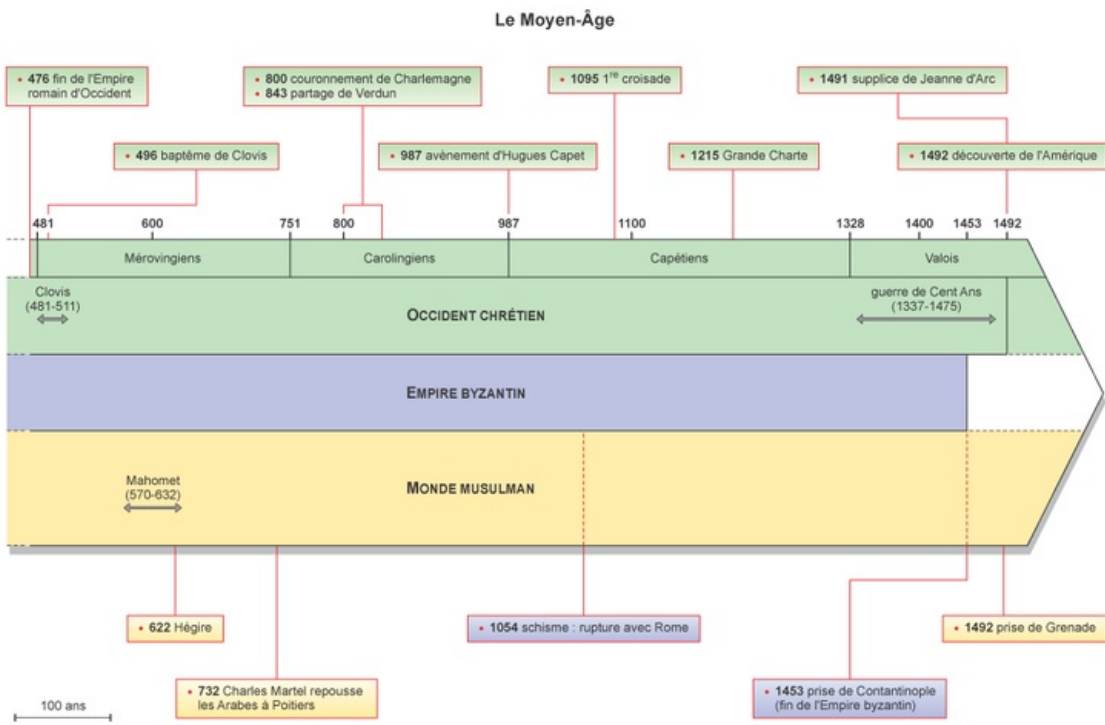 Le Moyen-Âge
• 476 fin de l'Empire
romain d'Occident
• 800 couronnement de Charlemagne
• 843 partage de Verdun
• 1095 1re croisade
• 1491 supplice de Jeanne d'Arc
• 496 baptême de Clovis
• 987 avènement d'Hugues Capet
• 1215 Grande Charte
• 1492 découverte de l'Amérique
481 600 751 800 987 1100 1328 1400 1453 1492
Mérovingiens Carolingiens Capétiens Valois
Clovis
(481-511)
guerre de Cent Ans
(1337-1475)
OCCIDENT CHRÉTIEN
EMPIRE BYZANTIN
Mahomet
(570-632)
MONDE MUSULMAN
• 622 Hégire
• 1054 schisme : rupture avec Rome
• 1492 prise de Grenade
• 732 Charles Martel repousse
les Arabes à Poitiers
• 1453 prise de Contantinople
(fin de l'Empire byzantin)
100 ans